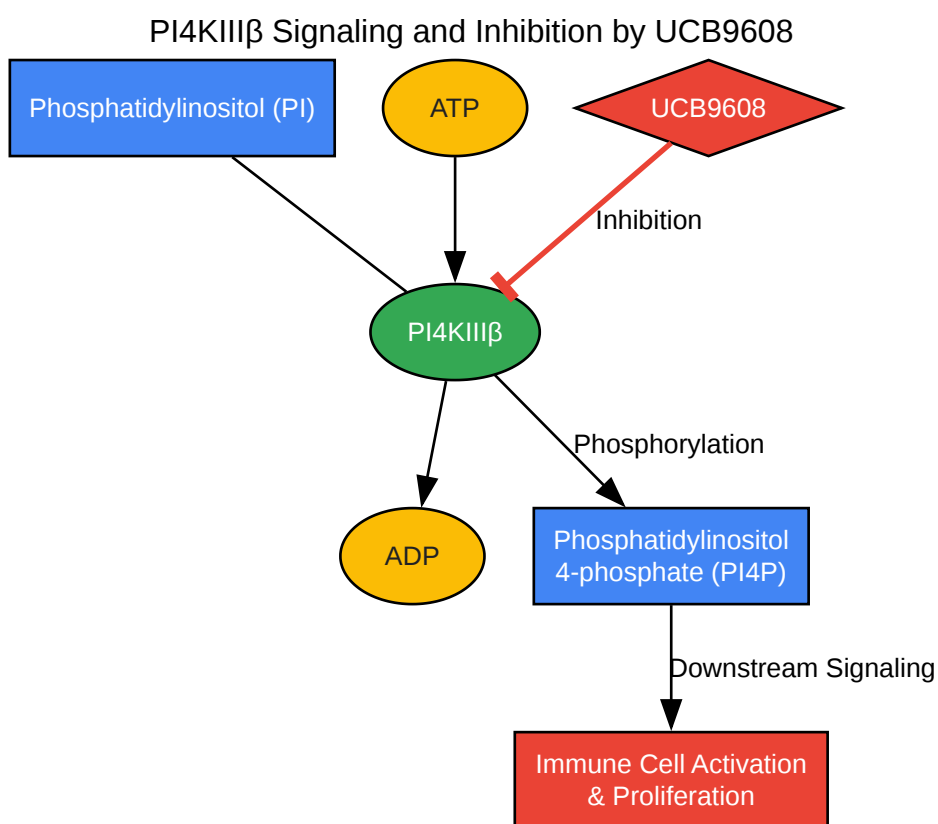 PI4KIIIβ Signaling and Inhibition by UCB9608
Phosphatidylinositol (PI)
ATP
UCB9608
Inhibition
PI4KIIIβ
Phosphorylation
ADP
Phosphatidylinositol
4-phosphate (PI4P)
Downstream Signaling
Immune Cell Activation
& Proliferation